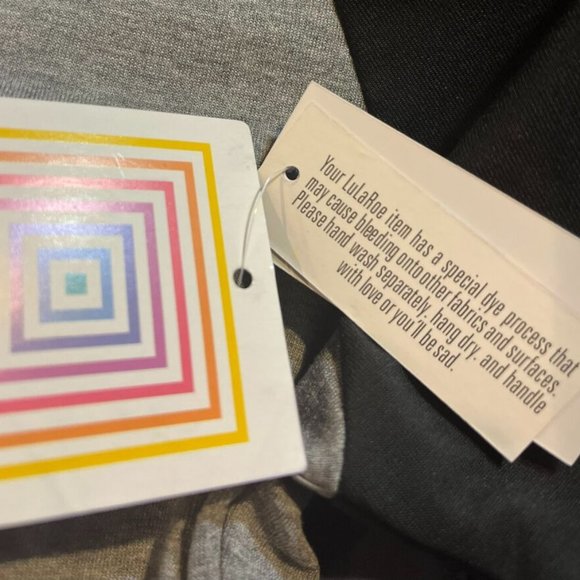 Your LulaRoe item has a special dye process that
may cause bleeding onto other fabrics and surfaces.
Please hand wash separately, hang dry, and handle
with love or you'll be sad.